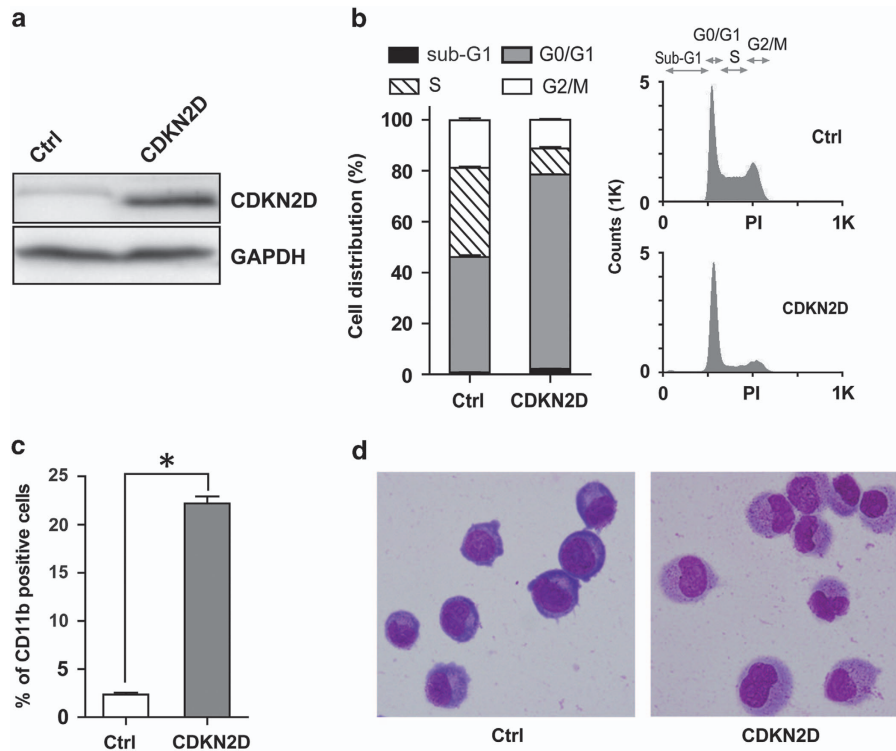 a
Ctrl CDKN2D
CDKN2D
GAPDH
b
sub-G1 G0/G1
S G2/M
Cell distribution (%)
100
80
60
40
20
0
Ctrl CDKN2D
G0/G1
Sub-G1 S G2/M
Counts (1K)
5
Ctrl
0
0 PI 1K
5
CDKN2D
0
0 PI 1K
c
% of CD11b positive cells
25
22
20
15
10
5
0
*
Ctrl CDKN2D
d
Ctrl CDKN2D